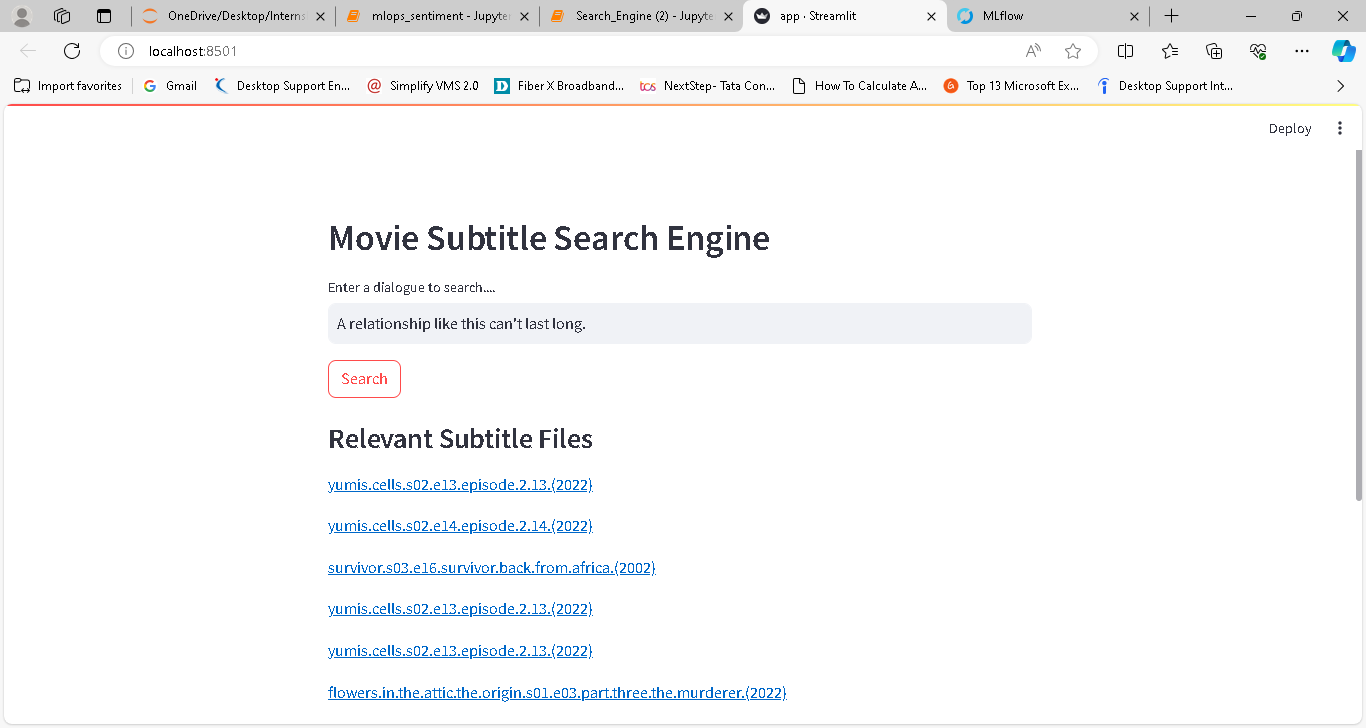 OneDrive/Desktop/Interns
mlops_sentiment - Jupyter
Search_Engine (2) - Jupyte
app · Streamlit
MLflow
localhost:8501
Import favorites
Gmail
Desktop Support En...
Simplify VMS 2.0
D
Fiber X Broadband...
tcs
NextStep- Tata Con...
How To Calculate A...
Top 13 Microsoft Ex...
Desktop Support Int...
Deploy
Movie Subtitle Search Engine
Enter a dialogue to search....
A relationship like this can't last long.
Search
Relevant Subtitle Files
yumis.cells.s02.e13.episode.2.13.(2022)
yumis.cells.s02.e14.episode.2.14.(2022)
survivor.s03.e16.survivor.back.from.africa.(2002)
yumis.cells.s02.e13.episode.2.13.(2022)
yumis.cells.s02.e13.episode.2.13.(2022)
flowers.in.the.attic.the.origin.s01.e03.part.three.the.murderer.(2022)